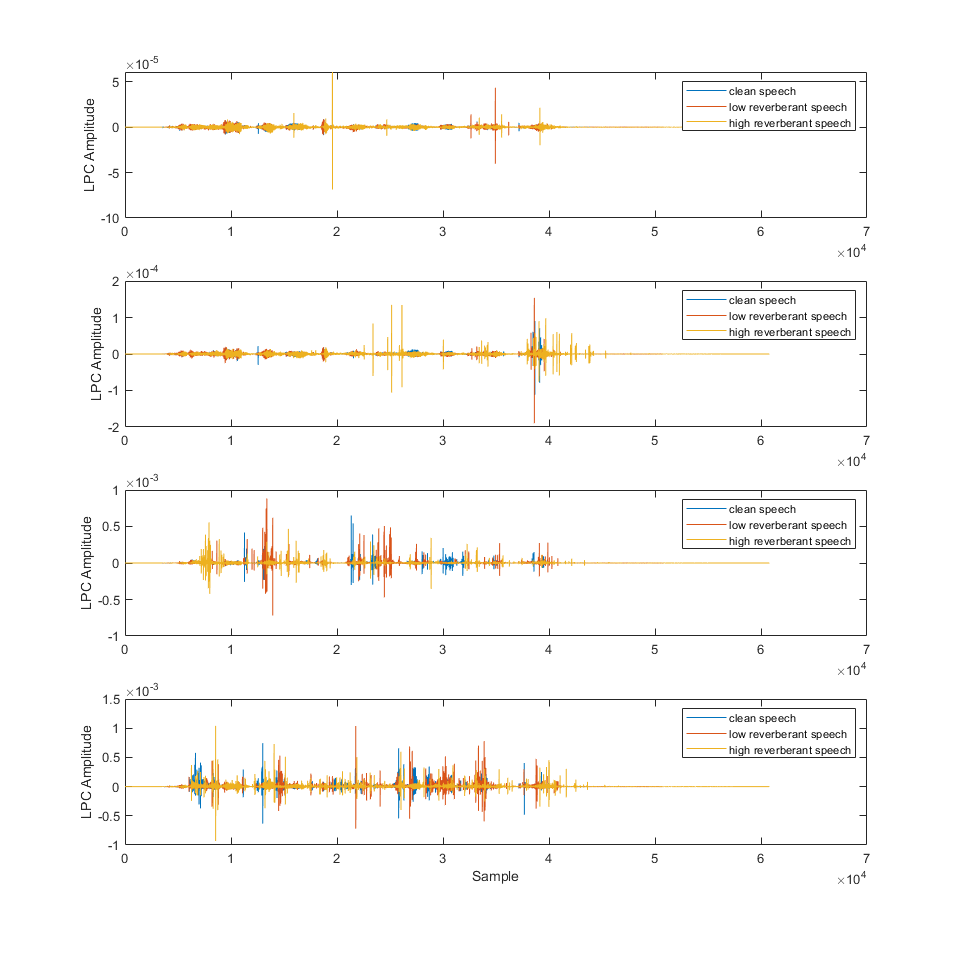 ×10-5
5
0
-5
-10
LPC Amplitude
clean speech
low reverberant speech
high reverberant speech
0 1 2 3 4 5 6 7
×104
×10-4
2
1
0
-1
-2
LPC Amplitude
clean speech
low reverberant speech
high reverberant speech
0 1 2 3 4 5 6 7
×104
×10-3
1
0.5
0
-0.5
-1
LPC Amplitude
clean speech
low reverberant speech
high reverberant speech
0 1 2 3 4 5 6 7
×104
×10-3
1.5
1
0.5
0
-0.5
-1
LPC Amplitude
clean speech
low reverberant speech
high reverberant speech
0 1 2 3 4 5 6 7
Sample
×104